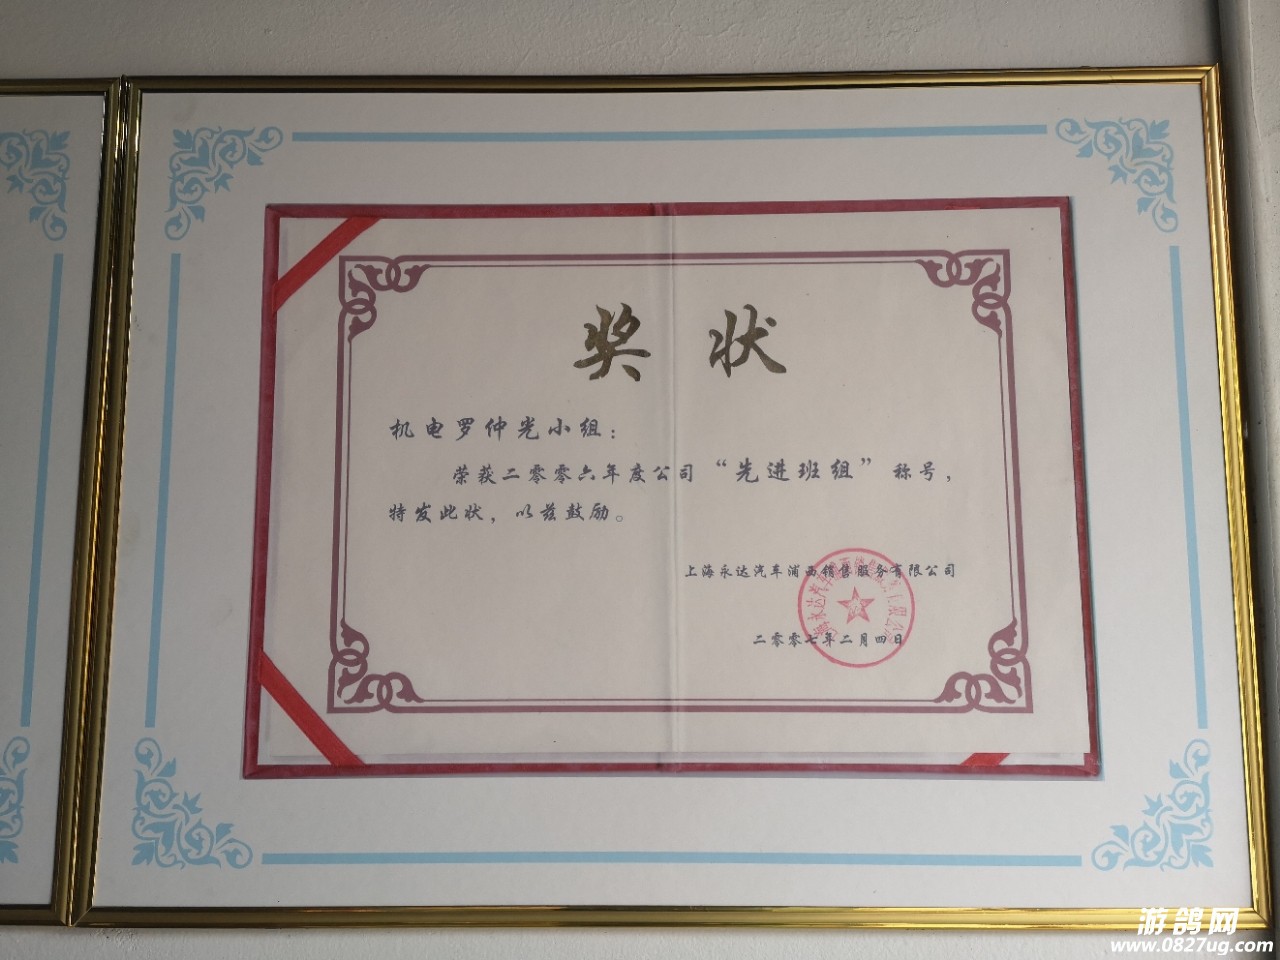 奖状
机电罗仲光小组：
荣获二零零六年度公司“先进班组”称号，
特发此状，以兹鼓励。
上海永达汽车浦西销售服务有限公司
二零零七年二月四日
游鸽网
www.0827ug.com